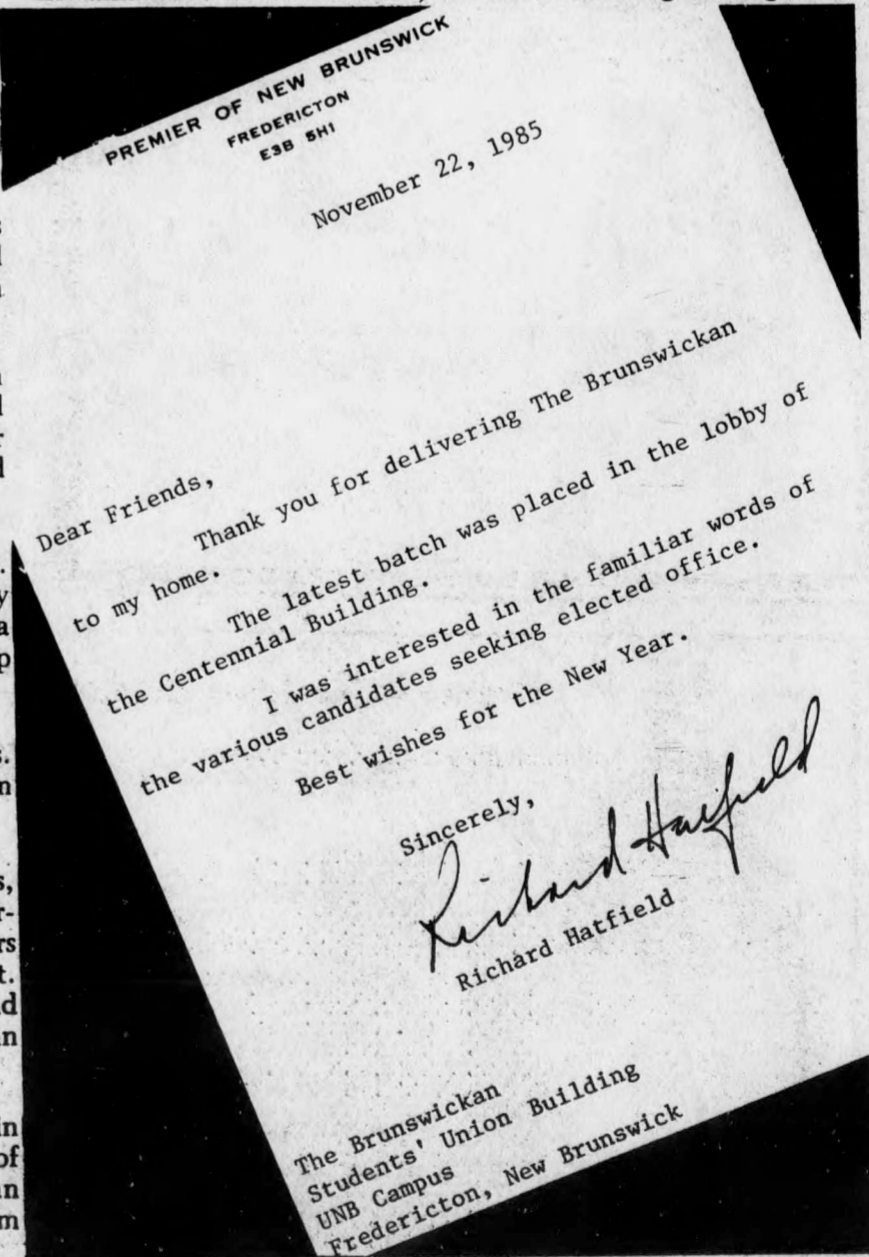 PREMIER OF NEW BRUNSWICK
FREDERICTON
E3B 5H1
November 22, 1985
Dear Friends,
Thank you for delivering The Brunswickan
to my home.
The latest batch was placed in the lobby of
the Centennial Building.
I was interested in the familiar words of
the various candidates seeking elected office.
Best wishes for the New Year.
Sincerely,
Richard Hatfield
Richard Hatfield
The Brunswickan
Students' Union Building
UNB Campus
Fredericton, New Brunswick